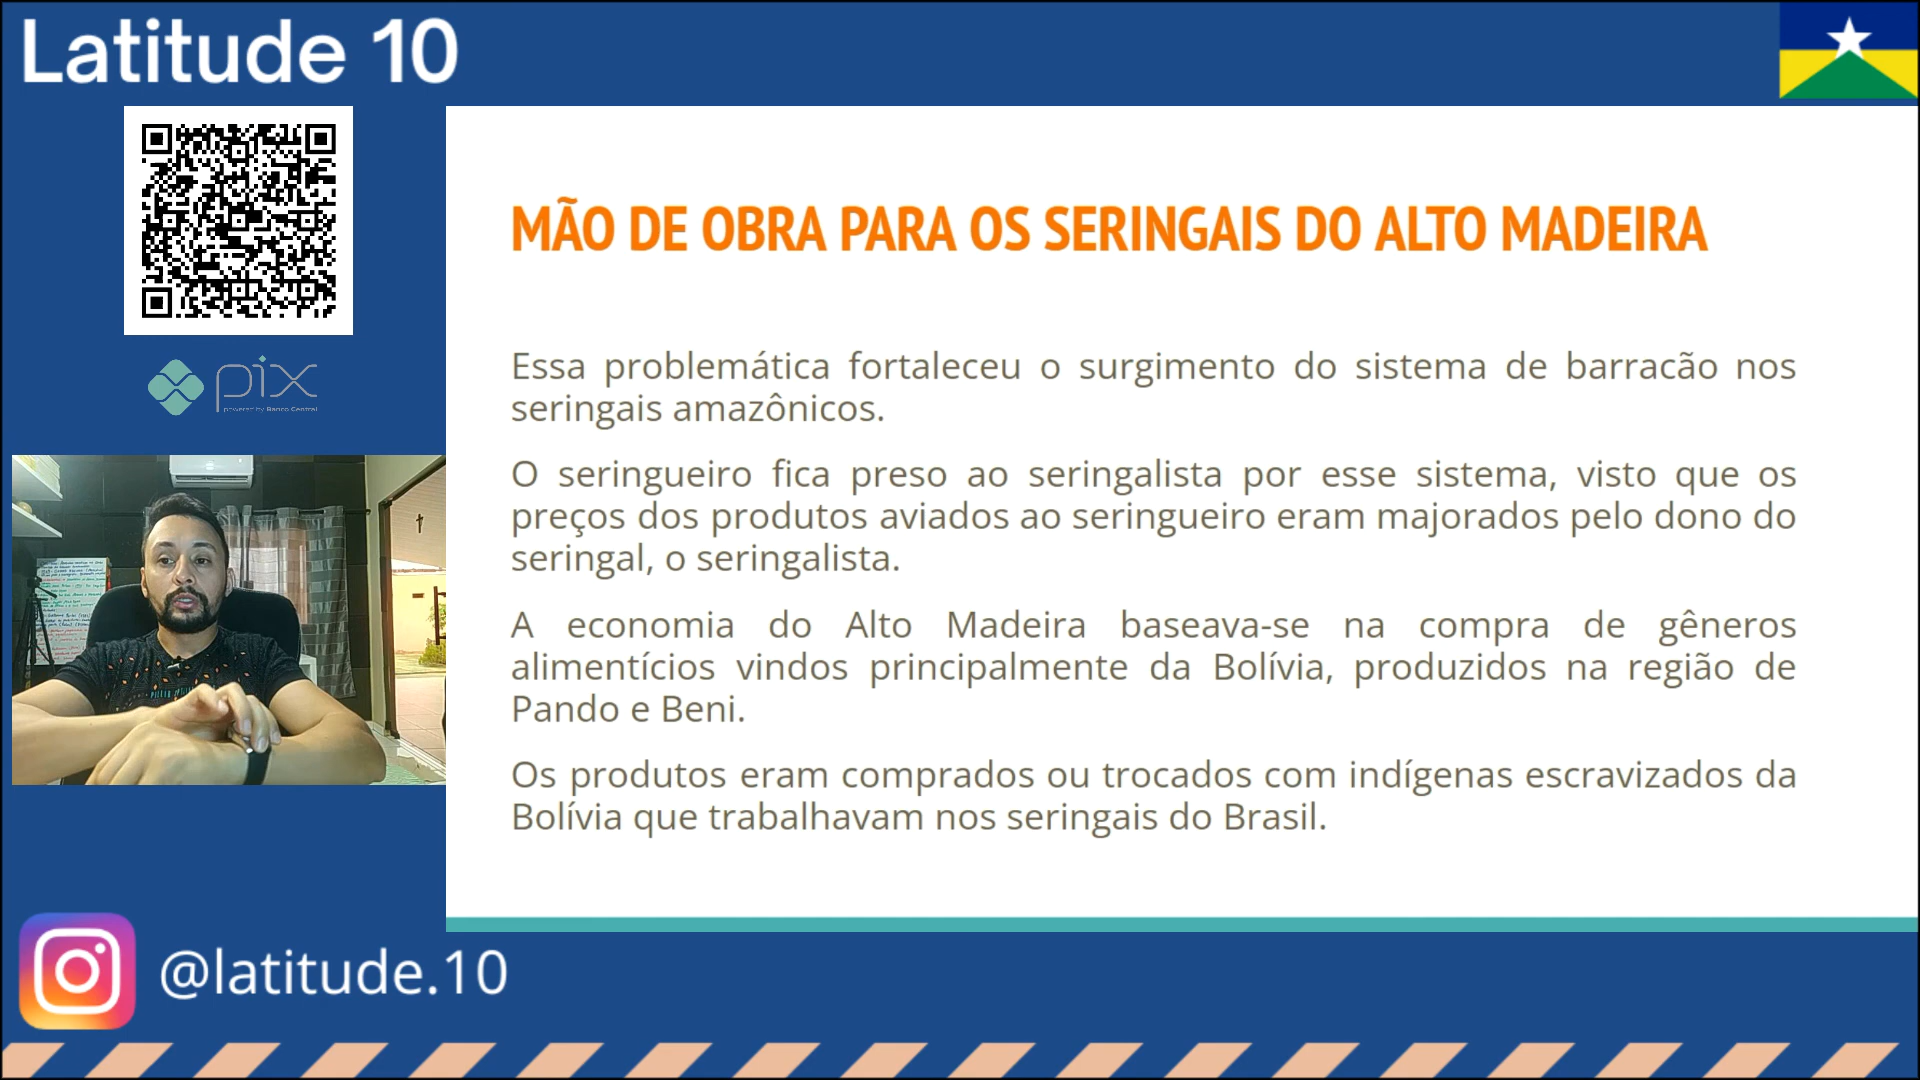 Latitude 10
pix
powered by Banco Central
MÃO DE OBRA PARA OS SERINGAIS DO ALTO MADEIRA
Essa problemática fortaleceu o surgimento do sistema de barracão nos
seringais amazônicos.
O seringueiro fica preso ao seringalista por esse sistema, visto que os
preços dos produtos aviados ao seringueiro eram majorados pelo dono do
seringal, o seringalista.
A economia do Alto Madeira baseava-se na compra de gêneros
alimentícios vindos principalmente da Bolívia, produzidos na região de
Pando e Beni.
Os produtos eram comprados ou trocados com indígenas escravizados da
Bolívia que trabalhavam nos seringais do Brasil.
@latitude.10